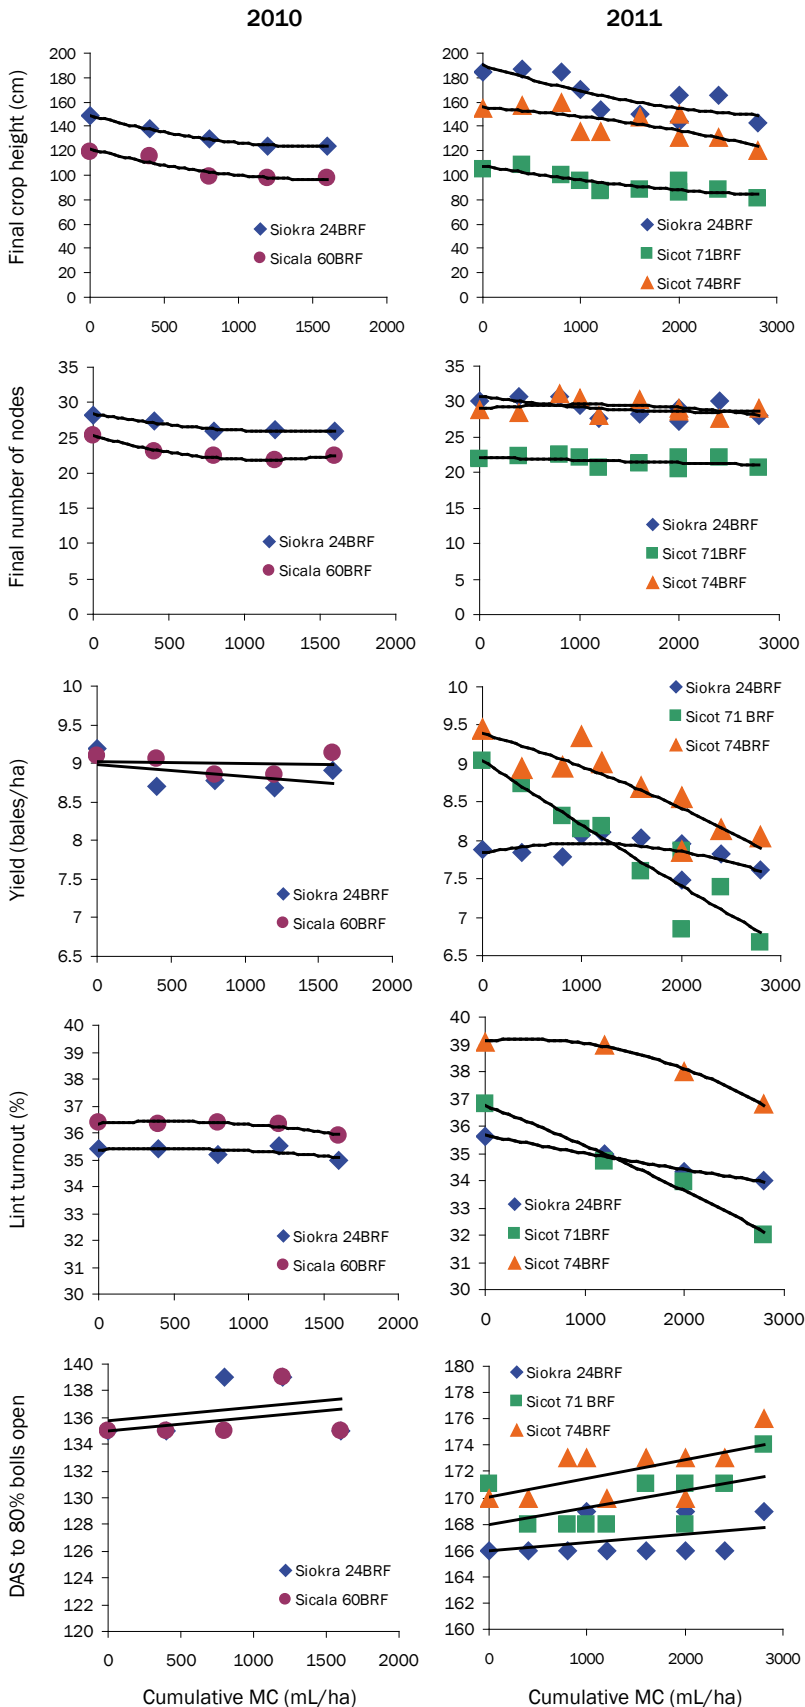 2010
2011
Final crop height (cm)
200
180
160
140
120
100
80
60
40
20
0
0 500 1000 1500 2000
Siokra 24BRF
Sicala 60BRF
200
180
160
140
120
100
80
60
40
20
0
0 1000 2000 3000
Siokra 24BRF
Sicot 71BRF
Sicot 74BRF
Final number of nodes
35
30
25
20
15
10
5
0
0 500 1000 1500 2000
Siokra 24BRF
Sicala 60BRF
35
30
25
20
15
10
5
0
0 1000 2000 3000
Siokra 24BRF
Sicot 71BRF
Sicot 74BRF
Yield (bales/ha)
10
9.5
9
8.5
8
7.5
7
6.5
0 500 1000 1500 2000
Siokra 24BRF
Sicala 60BRF
10
9.5
9
8.5
8
7.5
7
6.5
0 1000 2000 3000
Siokra 24BRF
Sicot 71 BRF
Sicot 74BRF
Lint turnout (%)
40
39
38
37
36
35
34
33
32
31
30
0 500 1000 1500 2000
Siokra 24BRF
Sicala 60BRF
40
39
38
37
36
35
34
33
32
31
30
0 1000 2000 3000
Siokra 24BRF
Sicot 71BRF
Sicot 74BRF
DAS to 80% bolls open
140
138
136
134
132
130
128
126
124
122
120
0 500 1000 1500 2000
Siokra 24BRF
Sicala 60BRF
Cumulative MC (mL/ha)
180
178
176
174
172
170
168
166
164
162
160
0 1000 2000 3000
Siokra 24BRF
Sicot 71 BRF
Sicot 74BRF
Cumulative MC (mL/ha)